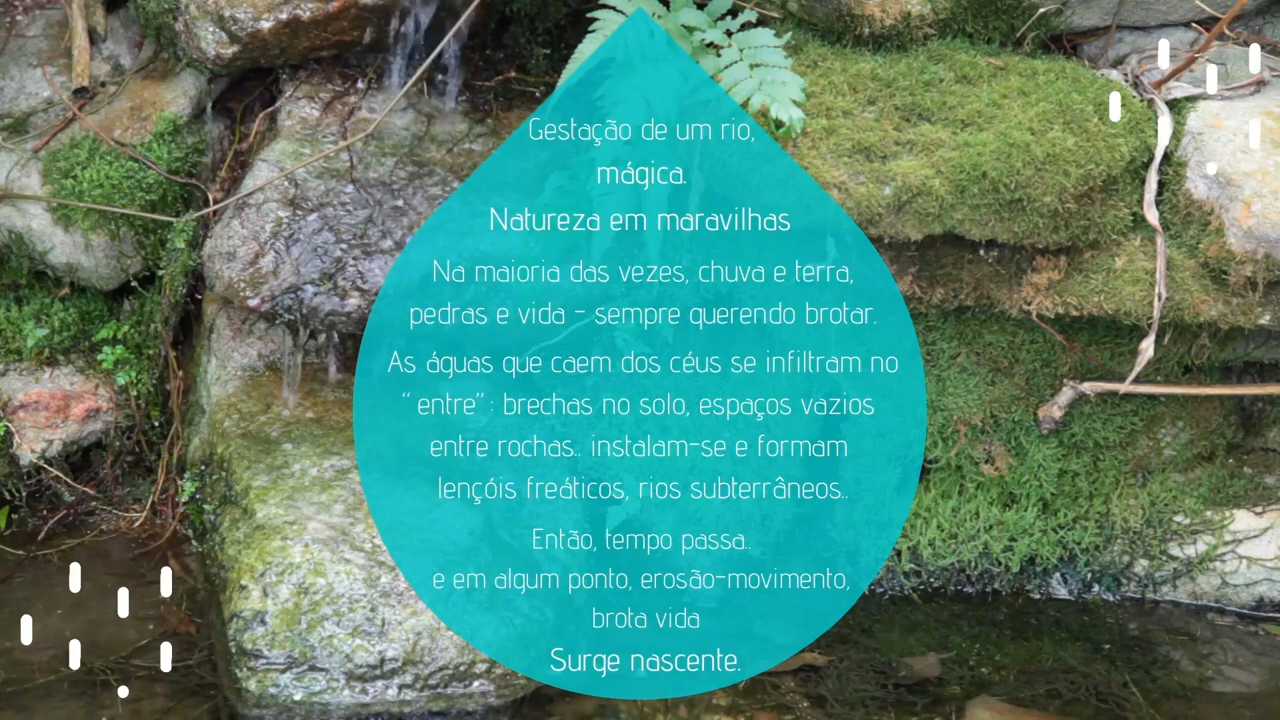 Gestação de um rio,
mágica.
Natureza em maravilhas
Na maioria das vezes, chuva e terra,
pedras e vida - sempre querendo brotar.
As águas que caem dos céus se infiltram no
“ entre” : brechas no solo, espaços vazios
entre rochas.. instalam-se e formam
lençóis freáticos, rios subterrâneos..
Então, tempo passa..
e em algum ponto, erosão-movimento,
brota vida
Surge nascente.